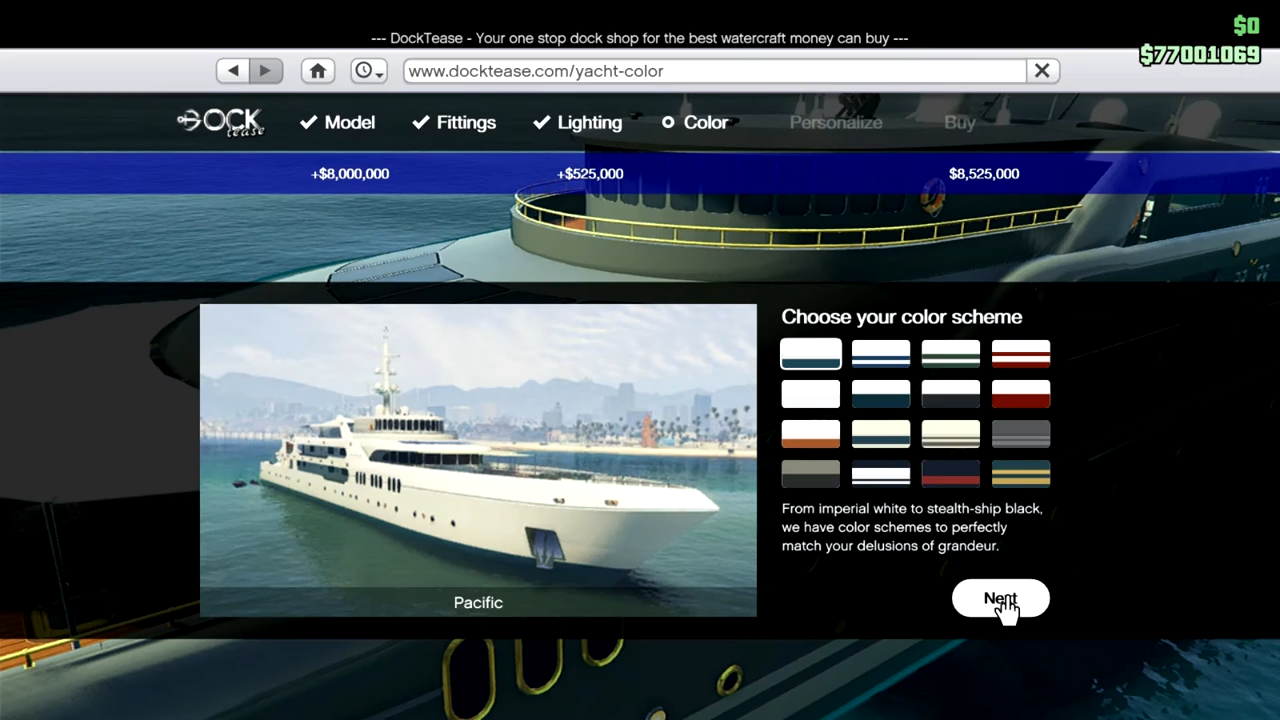 --- DockTease - Your one stop dock shop for the best watercraft money can buy ---
$0
$77001069
www.docktease.com/yacht-color
DOCK
tease
Model
Fittings
Lighting
Color
Personalize
Buy
+$8,000,000
+$525,000
$8,525,000
Choose your color scheme
From imperial white to stealth-ship black,
we have color schemes to perfectly
match your delusions of grandeur.
Pacific
Next